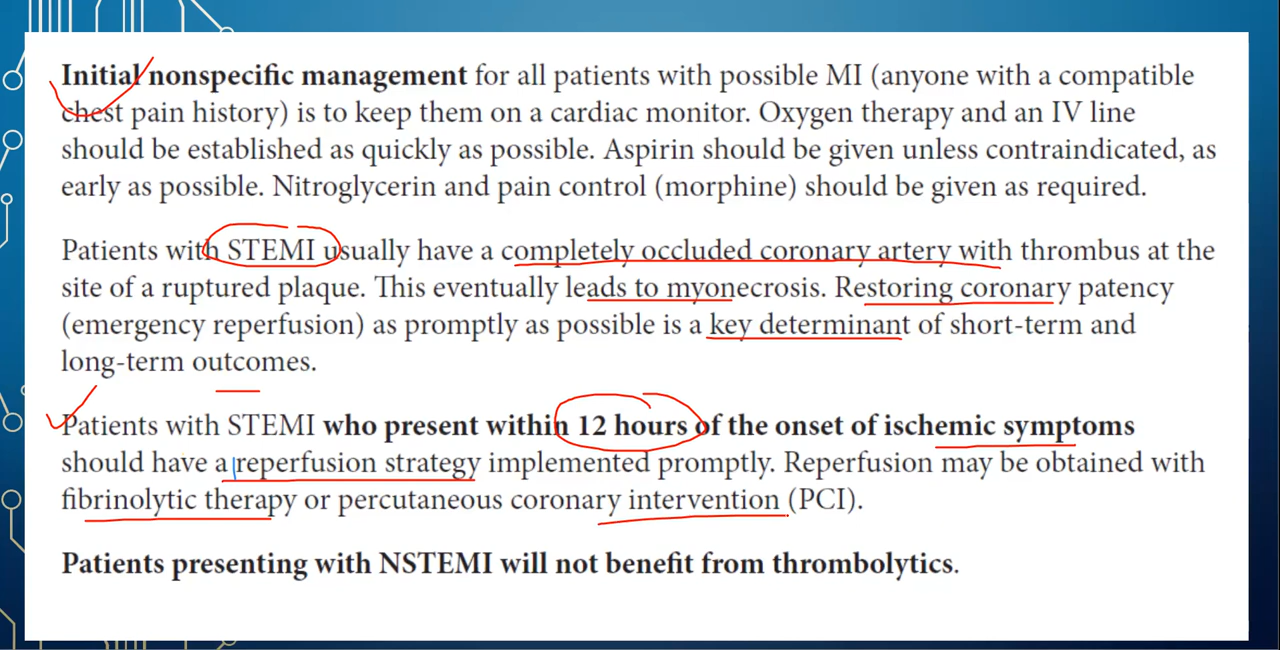 Initial nonspecific management for all patients with possible MI (anyone with a compatible
chest pain history) is to keep them on a cardiac monitor. Oxygen therapy and an IV line
should be established as quickly as possible. Aspirin should be given unless contraindicated, as
early as possible. Nitroglycerin and pain control (morphine) should be given as required.
Patients with STEMI usually have a completely occluded coronary artery with thrombus at the
site of a ruptured plaque. This eventually leads to myonecrosis. Restoring coronary patency
(emergency reperfusion) as promptly as possible is a key determinant of short-term and
long-term outcomes.
Patients with STEMI who present within 12 hours of the onset of ischemic symptoms
should have a reperfusion strategy implemented promptly. Reperfusion may be obtained with
fibrinolytic therapy or percutaneous coronary intervention (PCI).
Patients presenting with NSTEMI will not benefit from thrombolytics.